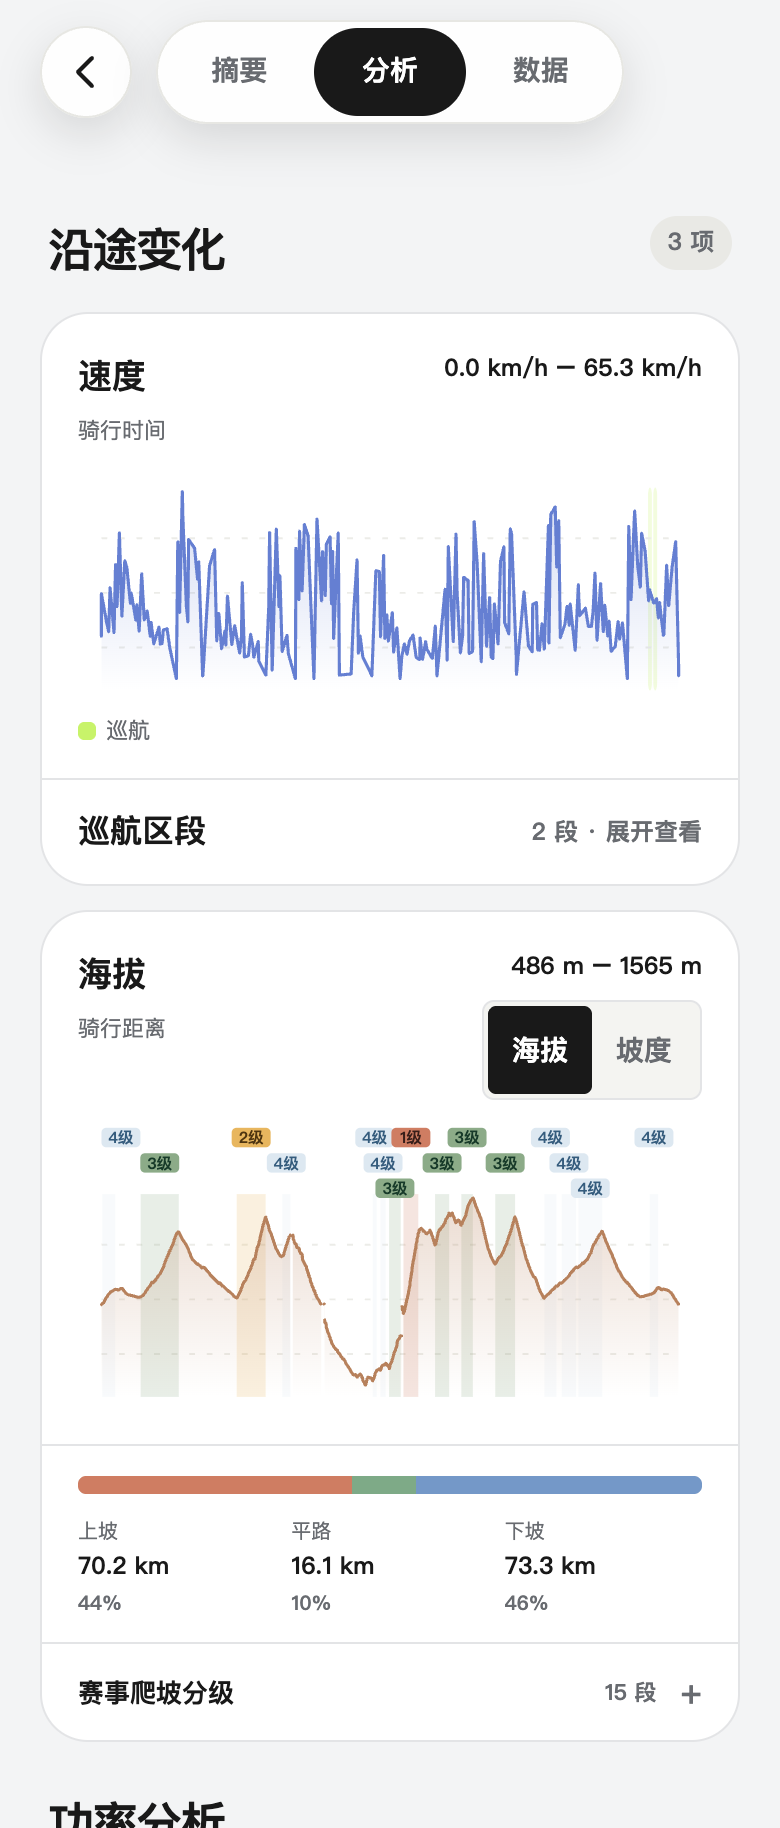 摘要 分析 数据
沿途变化 3 项
速度 0.0 km/h — 65.3 km/h
骑行时间
巡航
巡航区段 2 段 · 展开查看
海拔 486 m — 1565 m
骑行距离 海拔 坡度
4级 2级 4级 1级 3级 4级 4级
3级 4级 4级 3级 3级 4级
3级 4级
上坡 平路 下坡
70.2 km 16.1 km 73.3 km
44% 10% 46%
赛事爬坡分级 15 段 +
功率分析